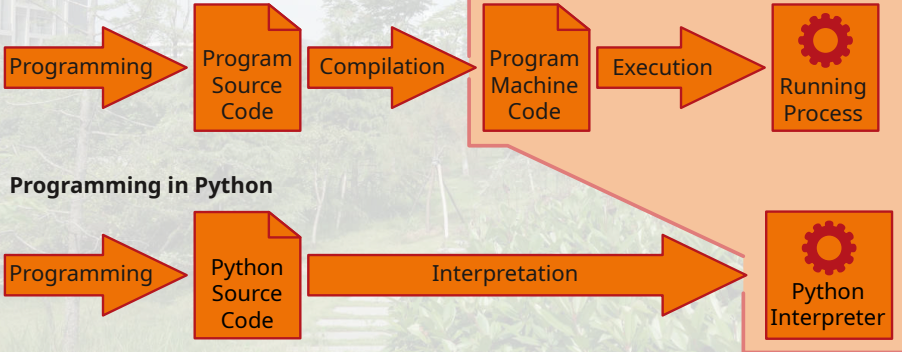 Programming
Program
Source
Code
Compilation
Program
Machine
Code
Execution
Running
Process
Programming in Python
Programming
Python
Source
Code
Interpretation
Python
Interpreter